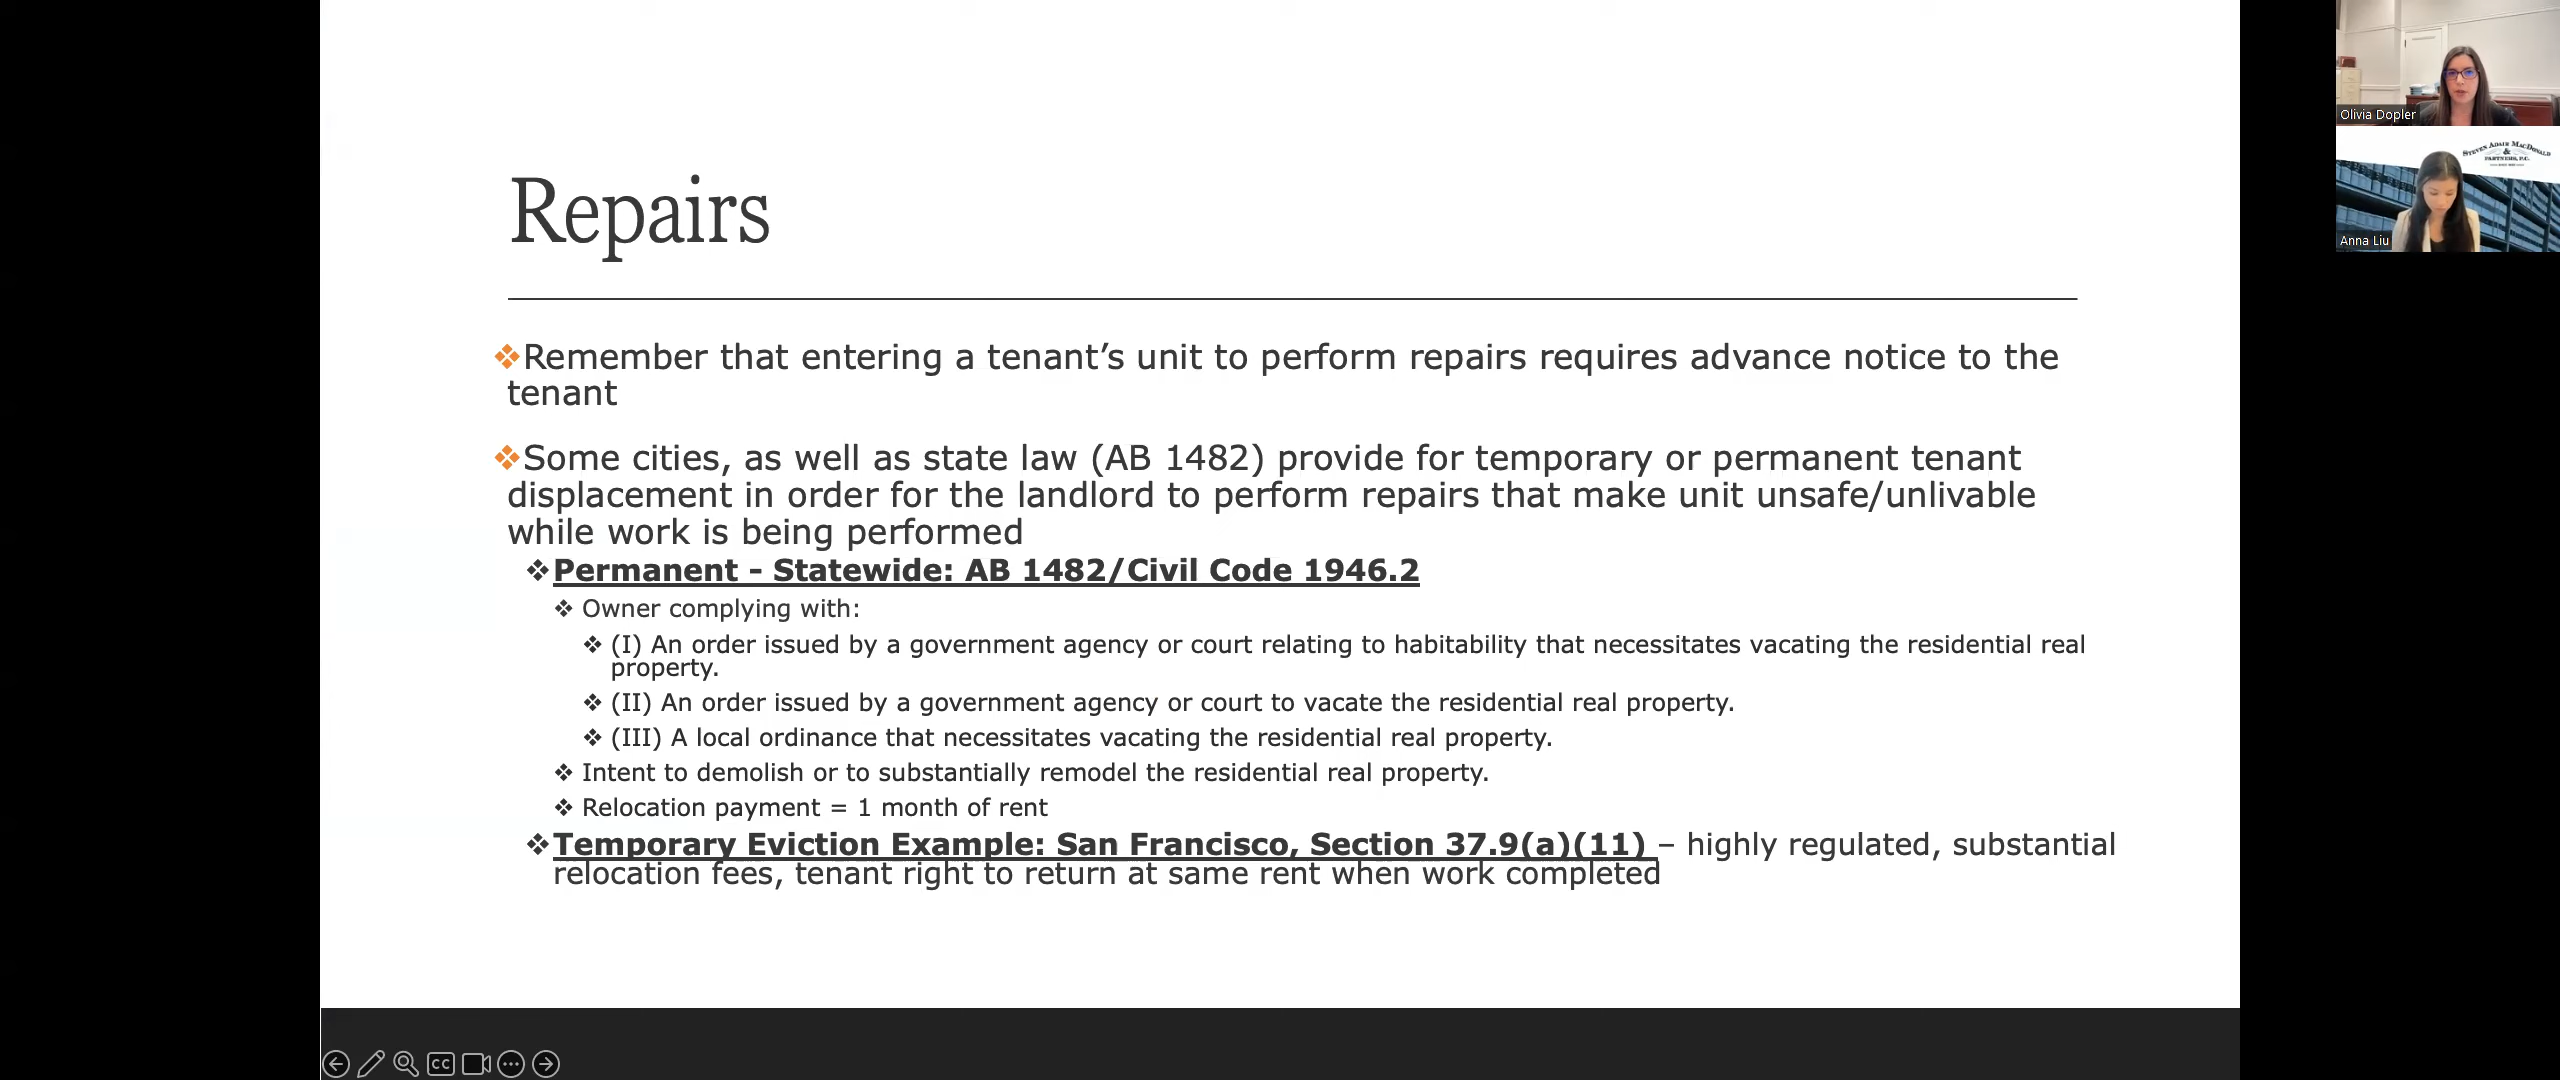 Repairs
❖Remember that entering a tenant’s unit to perform repairs requires advance notice to the
tenant
❖Some cities, as well as state law (AB 1482) provide for temporary or permanent tenant
displacement in order for the landlord to perform repairs that make unit unsafe/unlivable
while work is being performed
❖Permanent - Statewide: AB 1482/Civil Code 1946.2
❖ Owner complying with:
❖ (I) An order issued by a government agency or court relating to habitability that necessitates vacating the residential real
property.
❖ (II) An order issued by a government agency or court to vacate the residential real property.
❖ (III) A local ordinance that necessitates vacating the residential real property.
❖ Intent to demolish or to substantially remodel the residential real property.
❖ Relocation payment = 1 month of rent
❖Temporary Eviction Example: San Francisco, Section 37.9(a)(11) – highly regulated, substantial
relocation fees, tenant right to return at same rent when work completed
CC
Olivia Dopler
STEVEN ADAIR MACDONALD
&
PARTNERS, P.C.
Anna Liu